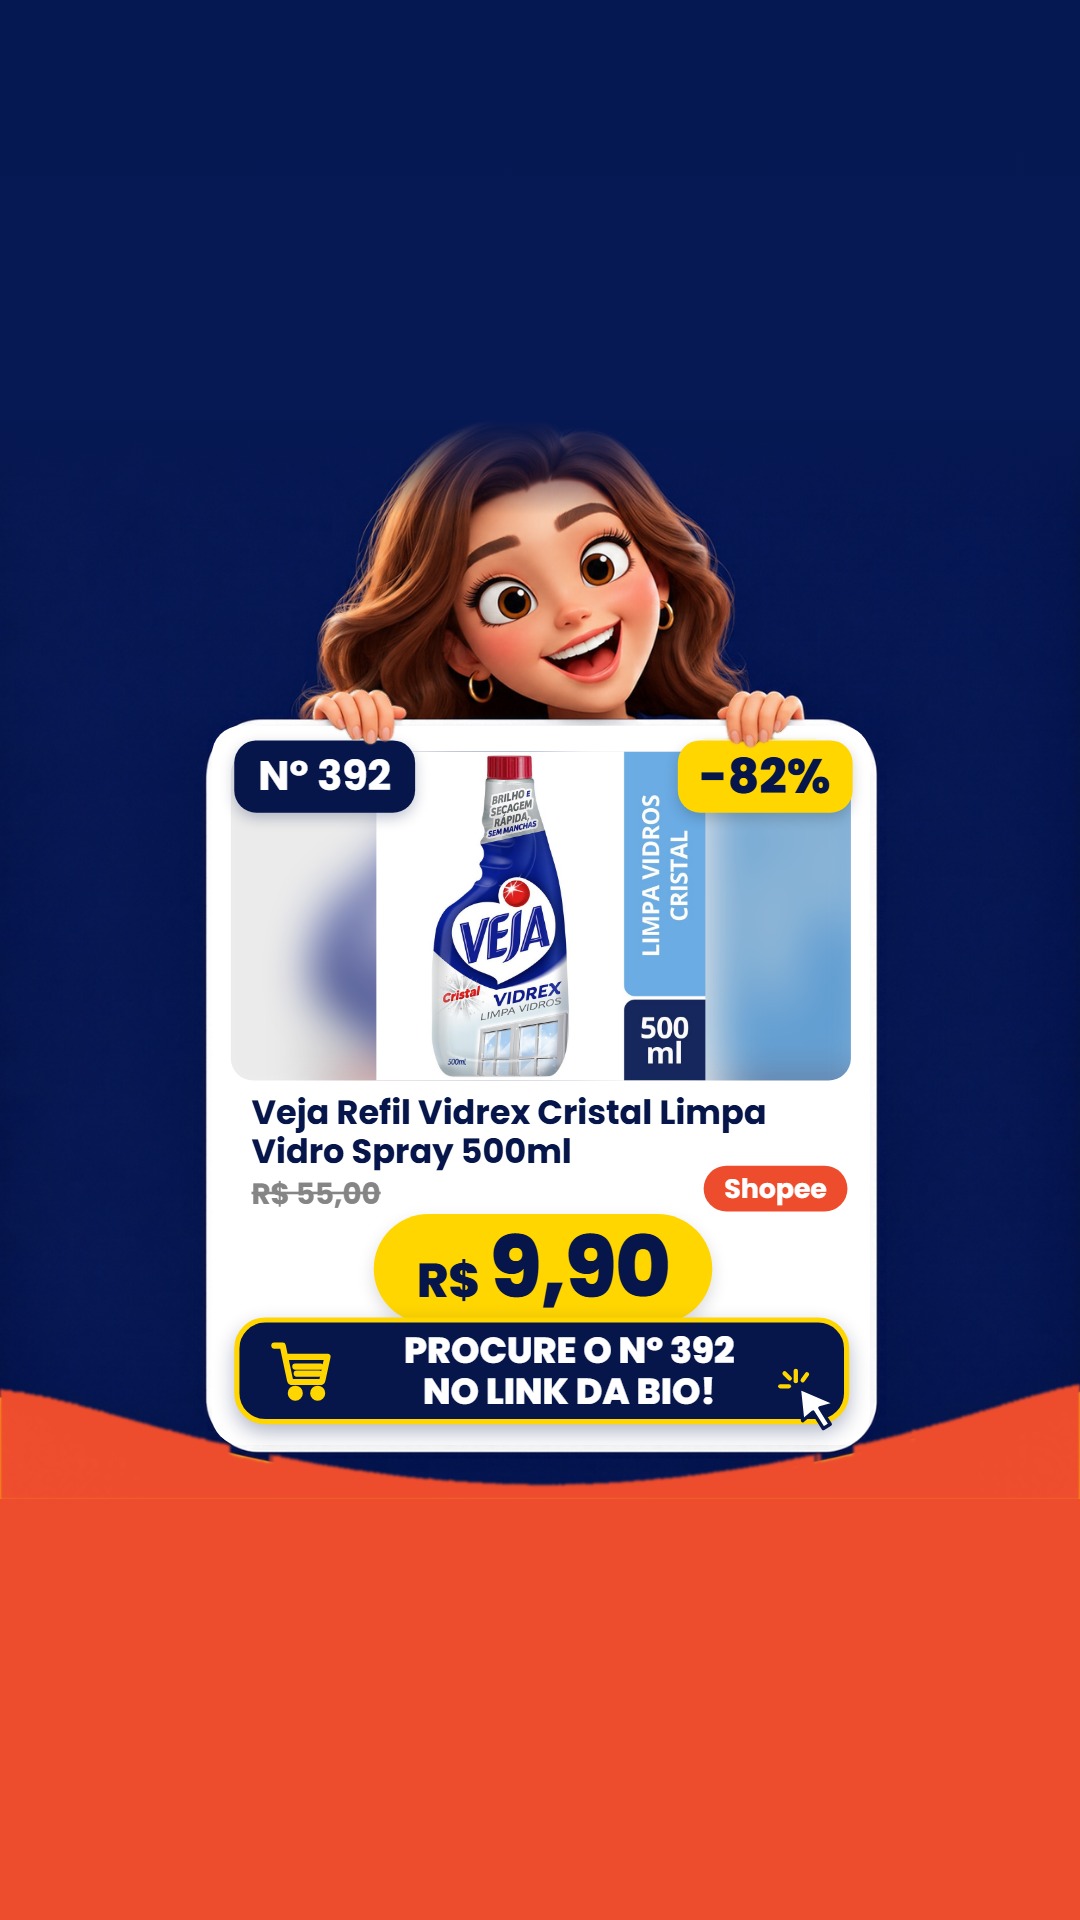 Nº 392
-82%
BRILHO E
SECAGEM
RÁPIDA,
SEM MANCHAS
VEJA
Cristal
VIDREX
LIMPA VIDROS
500ml
LIMPA VIDROS
CRISTAL
500
ml
Veja Refil Vidrex Cristal Limpa
Vidro Spray 500ml
R$ 55,00
Shopee
R$ 9,90
PROCURE O Nº 392
NO LINK DA BIO!